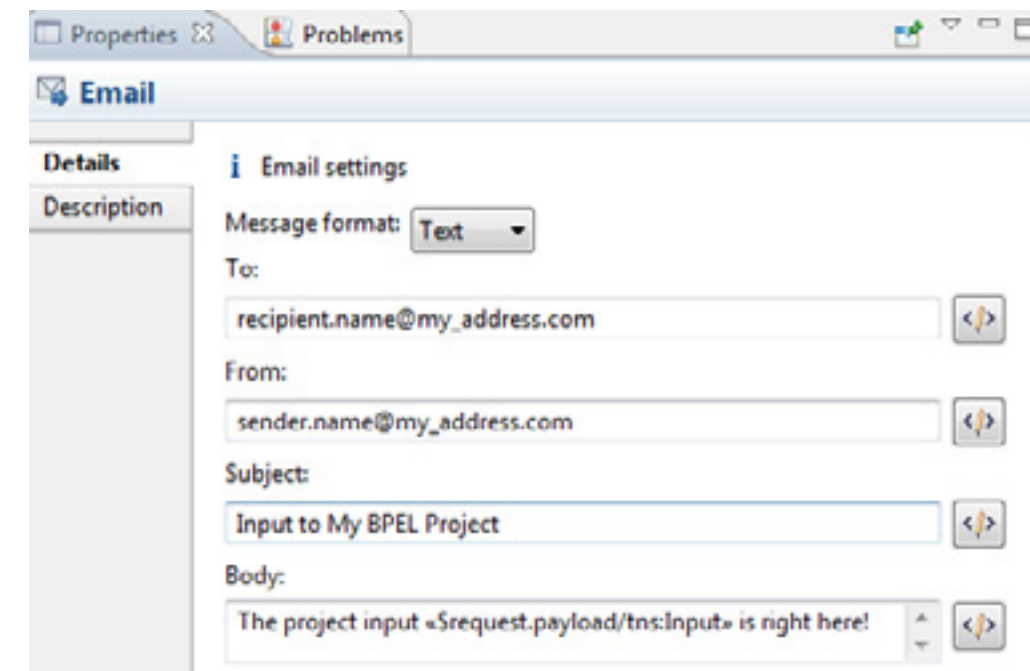 Properties Problems
Email
Details
Email settings
Description
Message format: Text
To:
recipient.name@my_address.com
From:
sender.name@my_address.com
Subject:
Input to My BPEL Project
Body:
The project input «$request.payload/tns:Input» is right here!